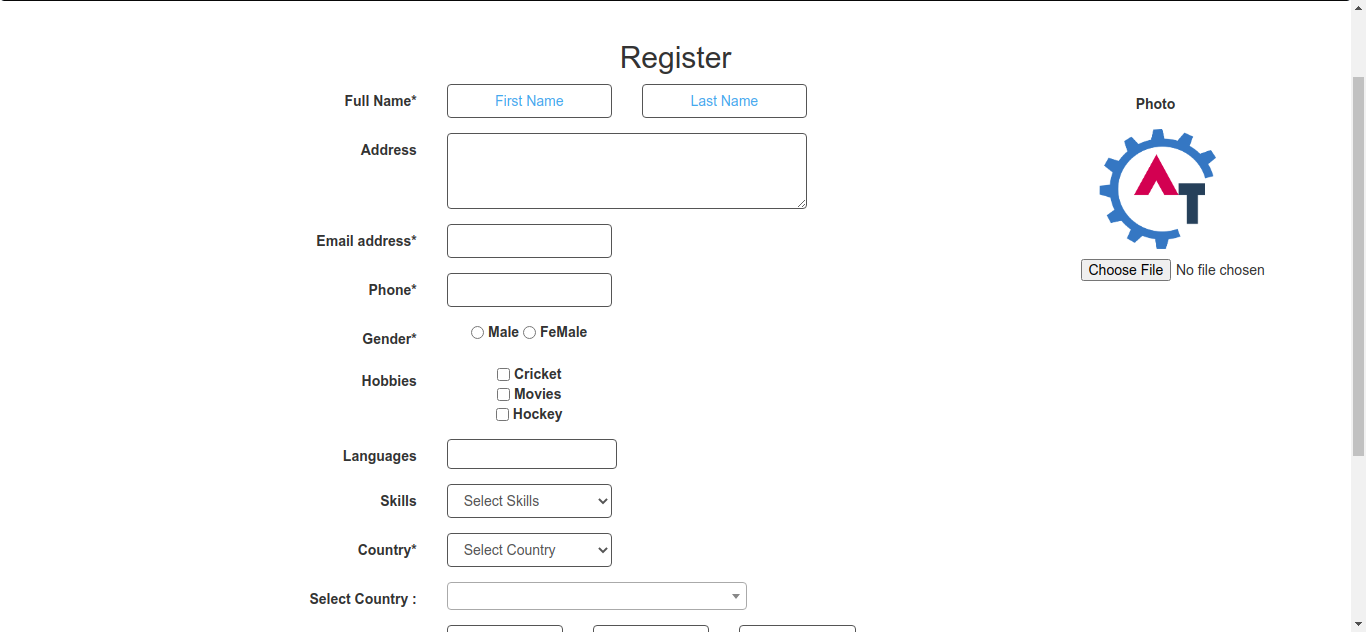 Register
Full Name* First Name Last Name
Photo
Address
AT
Email address*
Choose File No file chosen
Phone*
Gender* Male FeMale
Hobbies Cricket
Movies
Hockey
Languages
Skills Select Skills
Country* Select Country
Select Country :